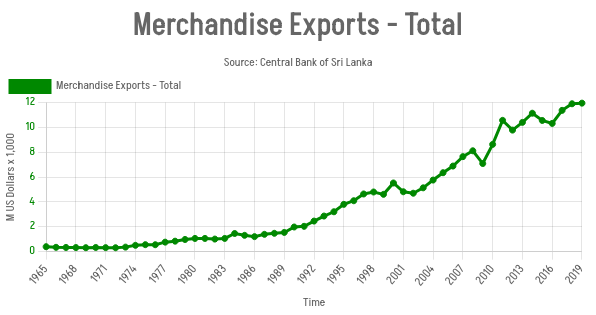 Merchandise Exports - Total
Source: Central Bank of Sri Lanka
Merchandise Exports - Total
M US Dollars x 1,000
12
10
8
6
4
2
0
1965 1968 1971 1974 1977 1980 1983 1986 1989 1992 1995 1998 2001 2004 2007 2010 2013 2016 2019
Time